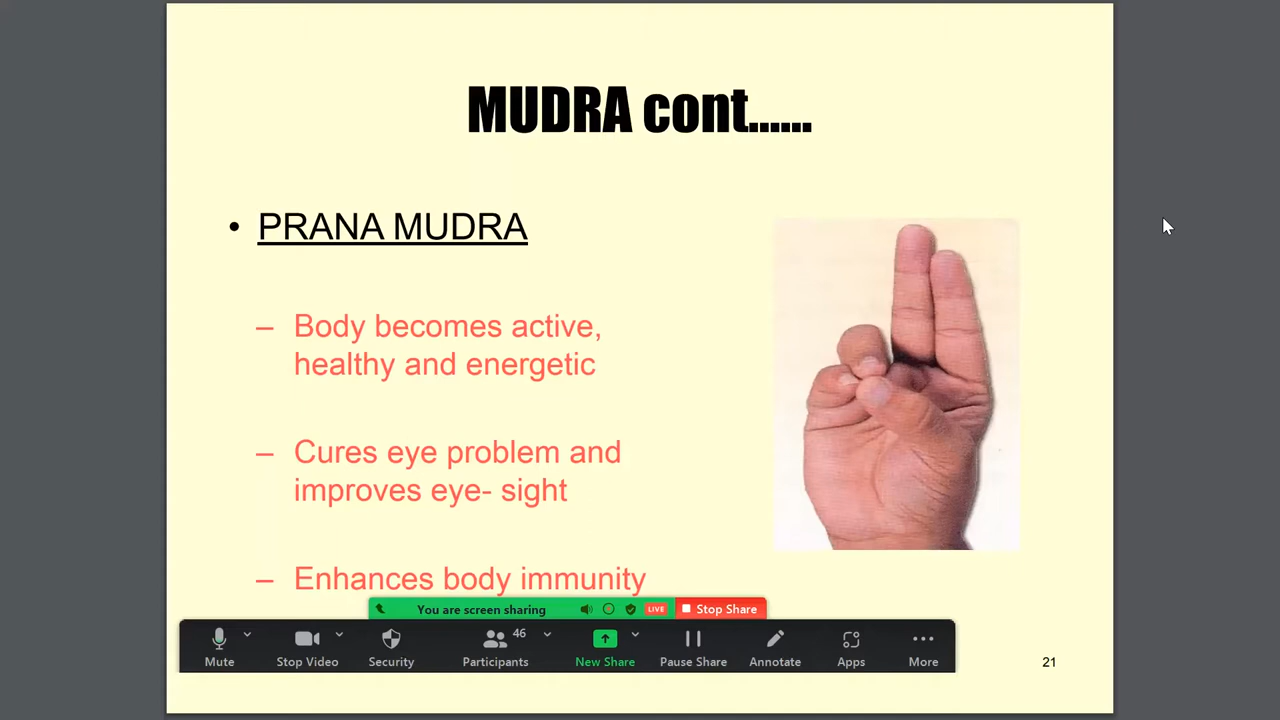 MUDRA cont......
• PRANA MUDRA
– Body becomes active,
healthy and energetic
– Cures eye problem and
improves eye- sight
– Enhances body immunity
You are screen sharing
LIVE
Stop Share
Mute
Stop Video
Security
46
Participants
New Share
Pause Share
Annotate
Apps
More
21